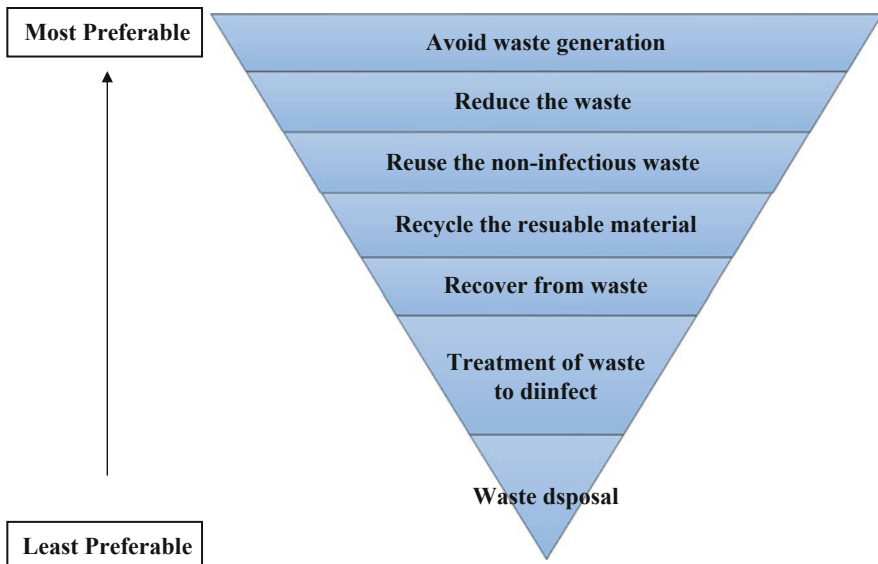 Most Preferable
Avoid waste generation
Reduce the waste
Reuse the non-infectious waste
Recycle the resuable material
Recover from waste
Treatment of waste
to diinfect
Waste dsposal
Least Preferable